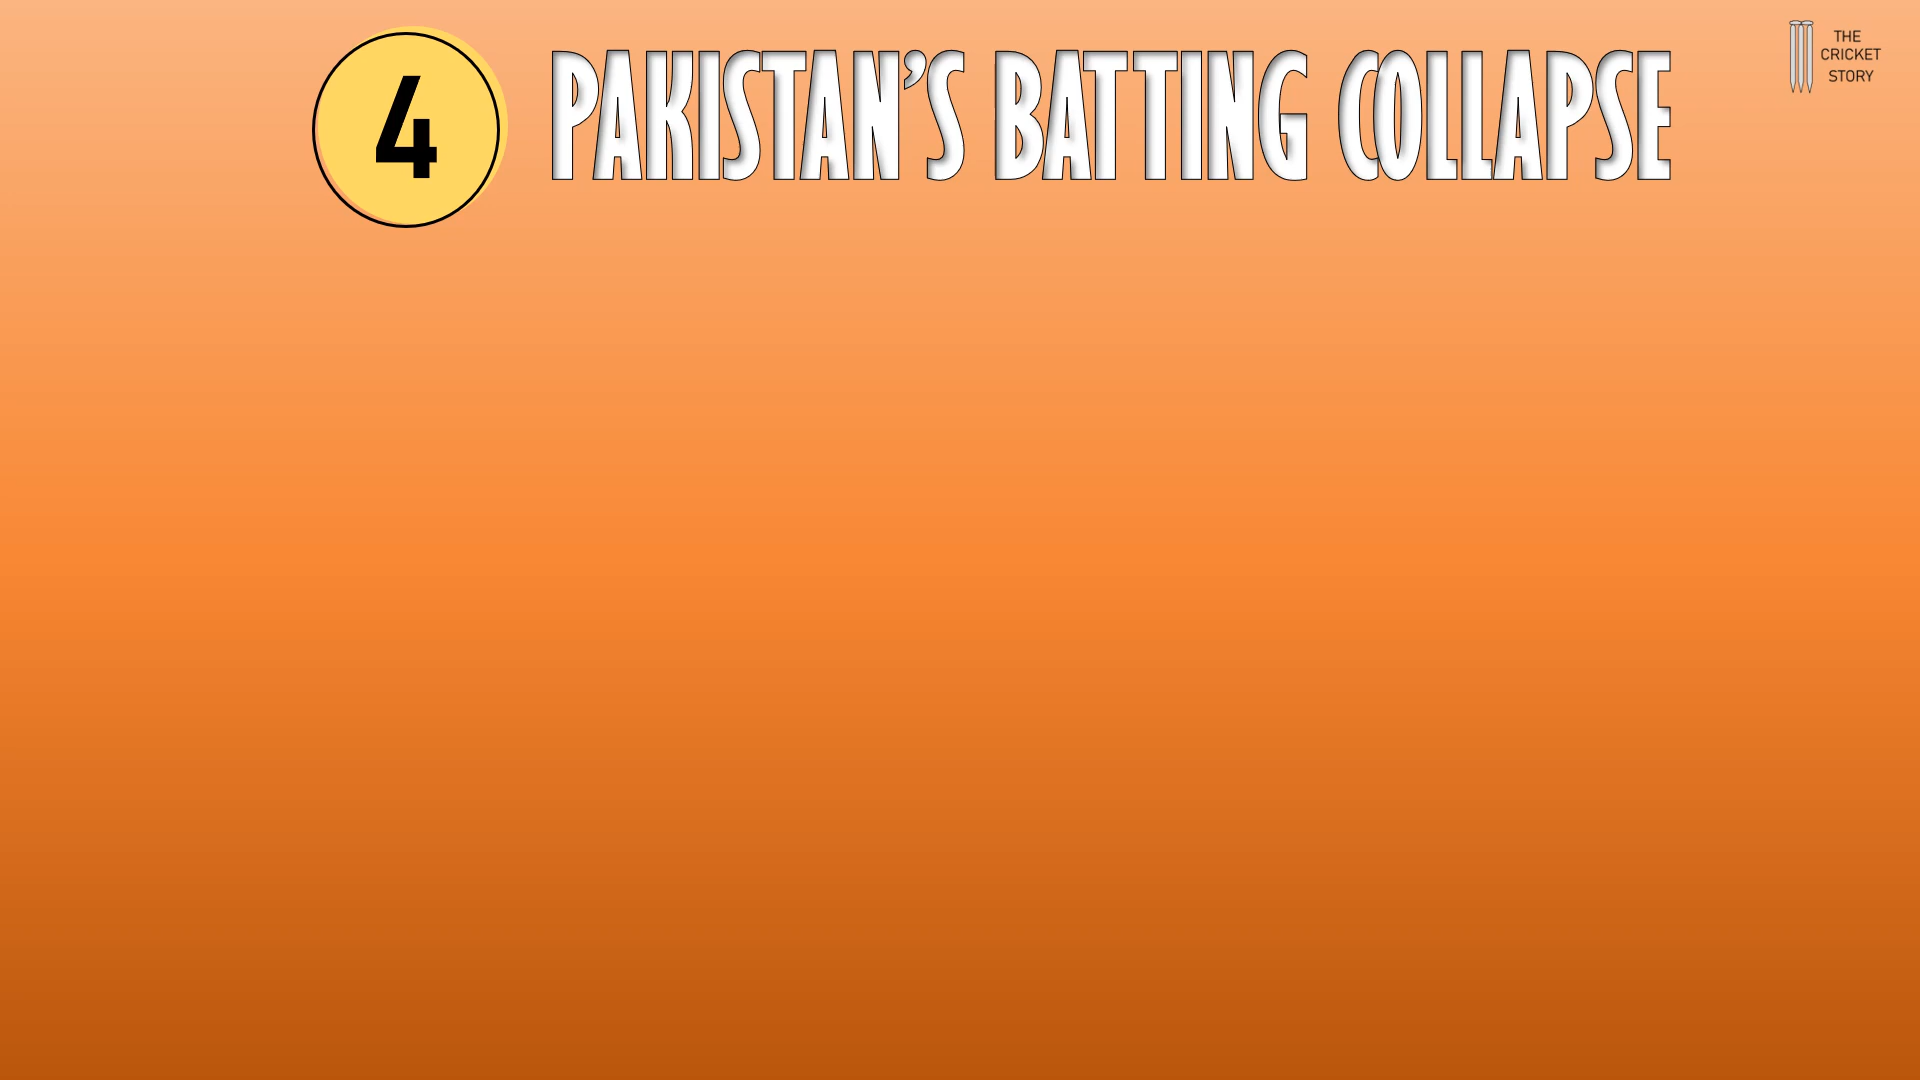 4
PAKISTAN'S BATTING COLLAPSE
THE
CRICKET
STORY